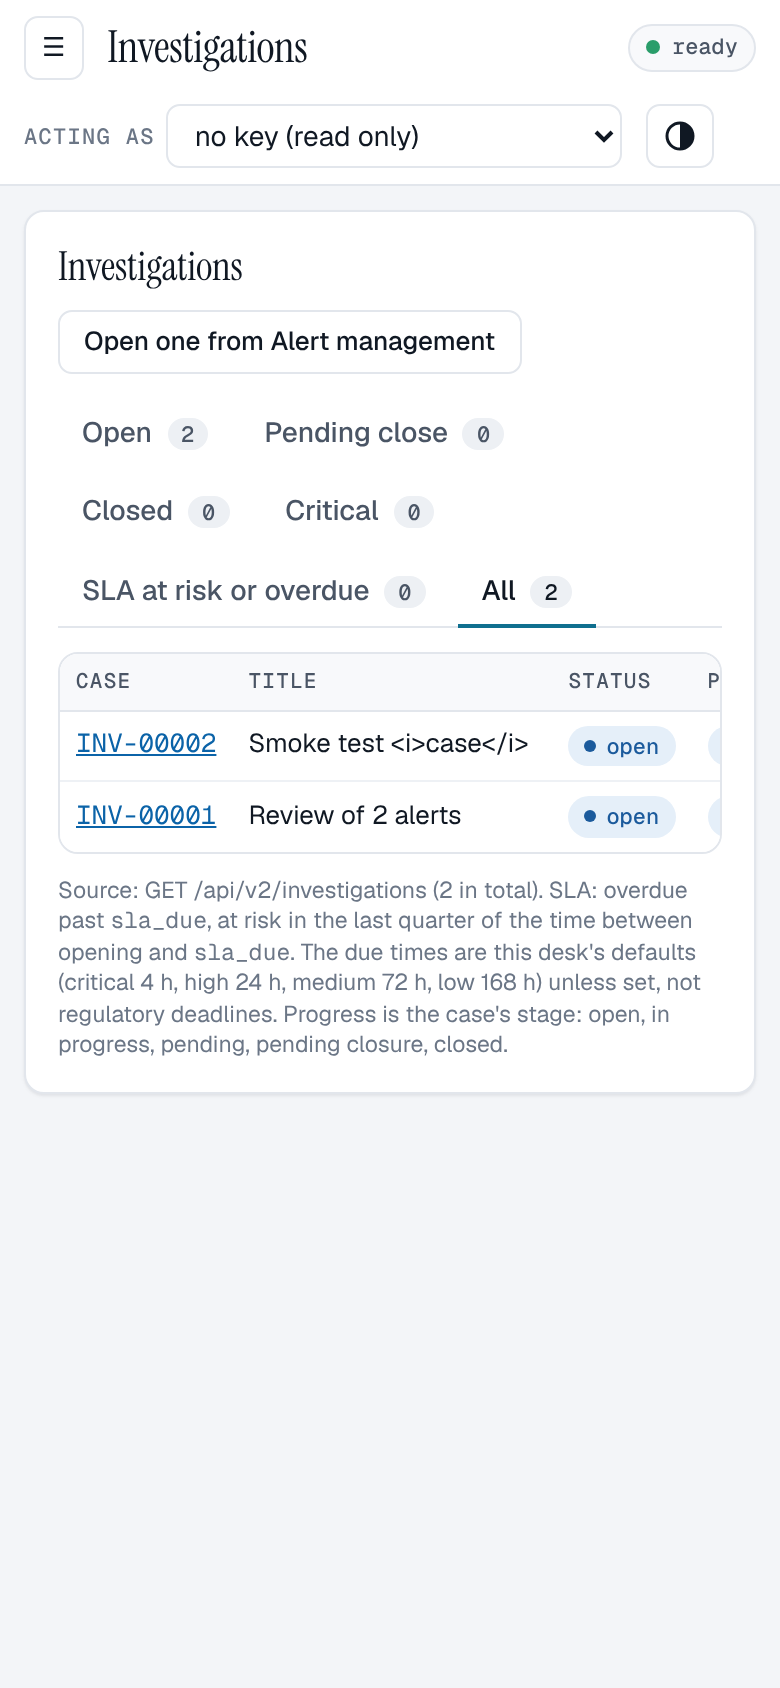 ☰ Investigations ready
ACTING AS no key (read only)
Investigations
Open one from Alert management
Open 2 Pending close 0
Closed 0 Critical 0
SLA at risk or overdue 0 All 2
CASE TITLE STATUS P
INV-00002 Smoke test <i>case</i> open
INV-00001 Review of 2 alerts open
Source: GET /api/v2/investigations (2 in total). SLA: overdue
past sla_due, at risk in the last quarter of the time between
opening and sla_due. The due times are this desk's defaults
(critical 4 h, high 24 h, medium 72 h, low 168 h) unless set, not
regulatory deadlines. Progress is the case's stage: open, in
progress, pending, pending closure, closed.